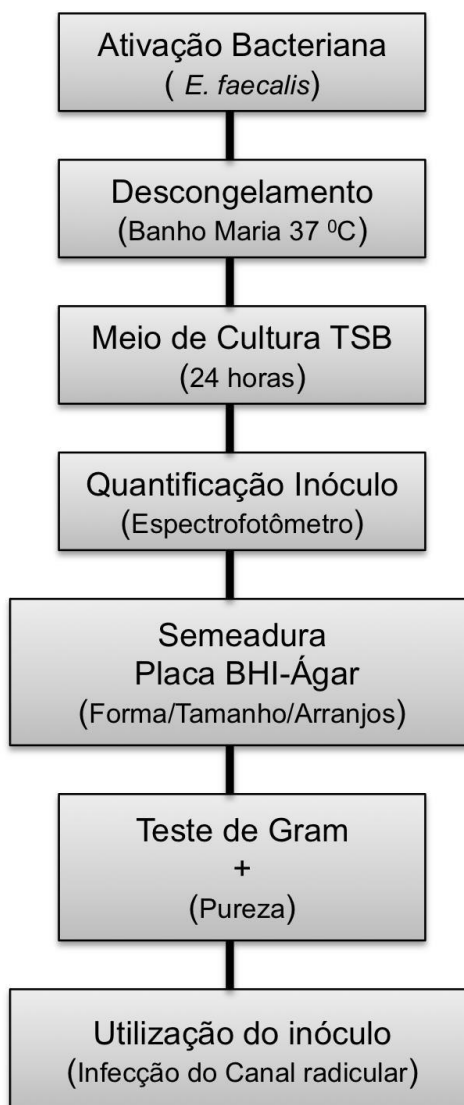 Ativação Bacteriana
( E. faecalis)
Descongelamento
(Banho Maria 37 ⁰C)
Meio de Cultura TSB
(24 horas)
Quantificação Inóculo
(Espectrofotômetro)
Semeadura
Placa BHI-Ágar
(Forma/Tamanho/Arranjos)
Teste de Gram
+
(Pureza)
Utilização do inóculo
(Infecção do Canal radicular)